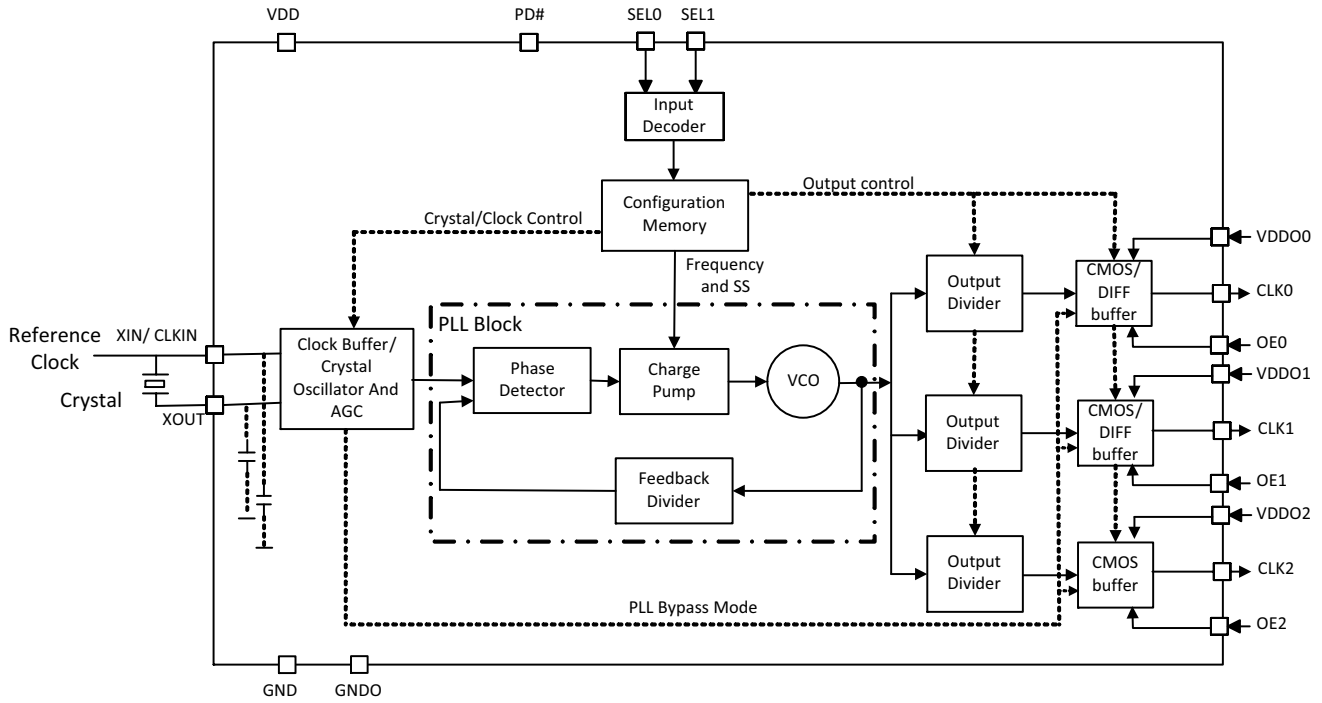 VDD
PD#
SEL0
SEL1
Input
Decoder
Output control
Configuration
Memory
Crystal/Clock Control
VDDO0
Frequency
and SS
CMOS/
DIFF
buffer
Output
Divider
CLK0
PLL Block
Reference
Clock
XIN/ CLKIN
Clock Buffer/
Crystal
Oscillator And
AGC
OE0
Phase
Detector
Charge
Pump
VCO
VDDO1
Crystal
XOUT
CMOS/
DIFF
buffer
Output
Divider
CLK1
Feedback
Divider
OE1
VDDO2
Output
Divider
CMOS
buffer
CLK2
PLL Bypass Mode
OE2
GND
GNDO